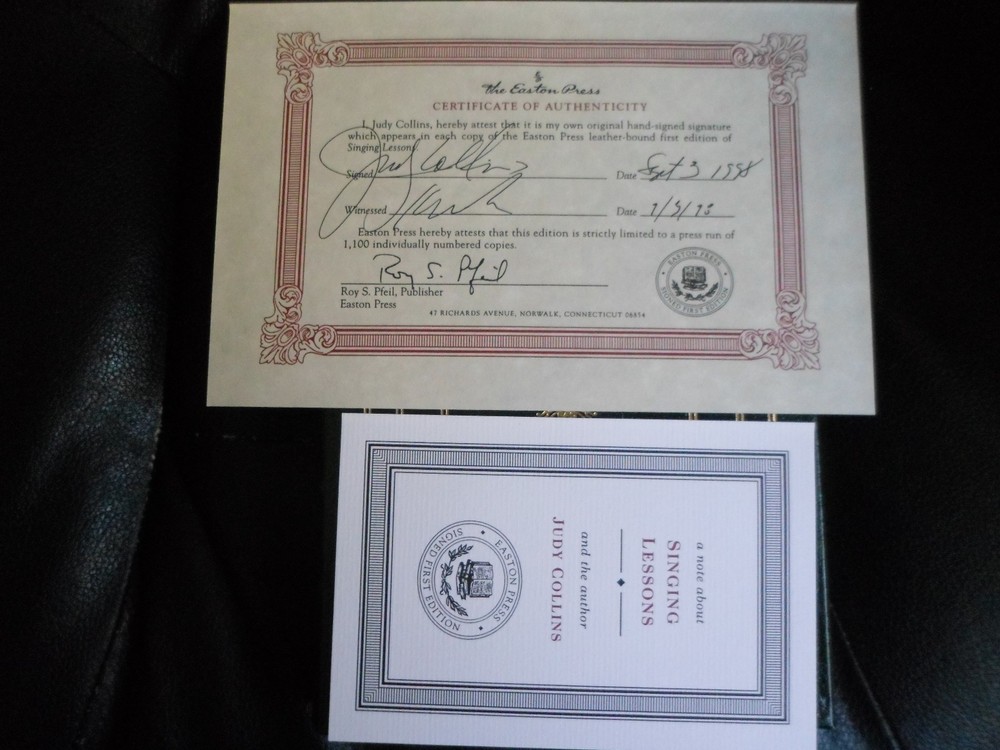 The Easton Press
CERTIFICATE OF AUTHENTICITY
I, Judy Collins, hereby attest that it is my own original hand-signed signature
which appears in each copy of the Easton Press leather-bound first edition of
Singing Lessons.
Signed Judy Collins Date Sept 3 1998
Witnessed Date
Easton Press hereby attests that this edition is strictly limited to a press run of
1,100 individually numbered copies.
Roy S. Pfeil
Roy S. Pfeil, Publisher
Easton Press
47 RICHARDS AVENUE, NORWALK, CONNECTICUT 06854
EASTON PRESS
SIGNED FIRST EDITION
a note about
SINGING
LESSONS
and the author
JUDY COLLINS
EASTON PRESS
SIGNED FIRST EDITION